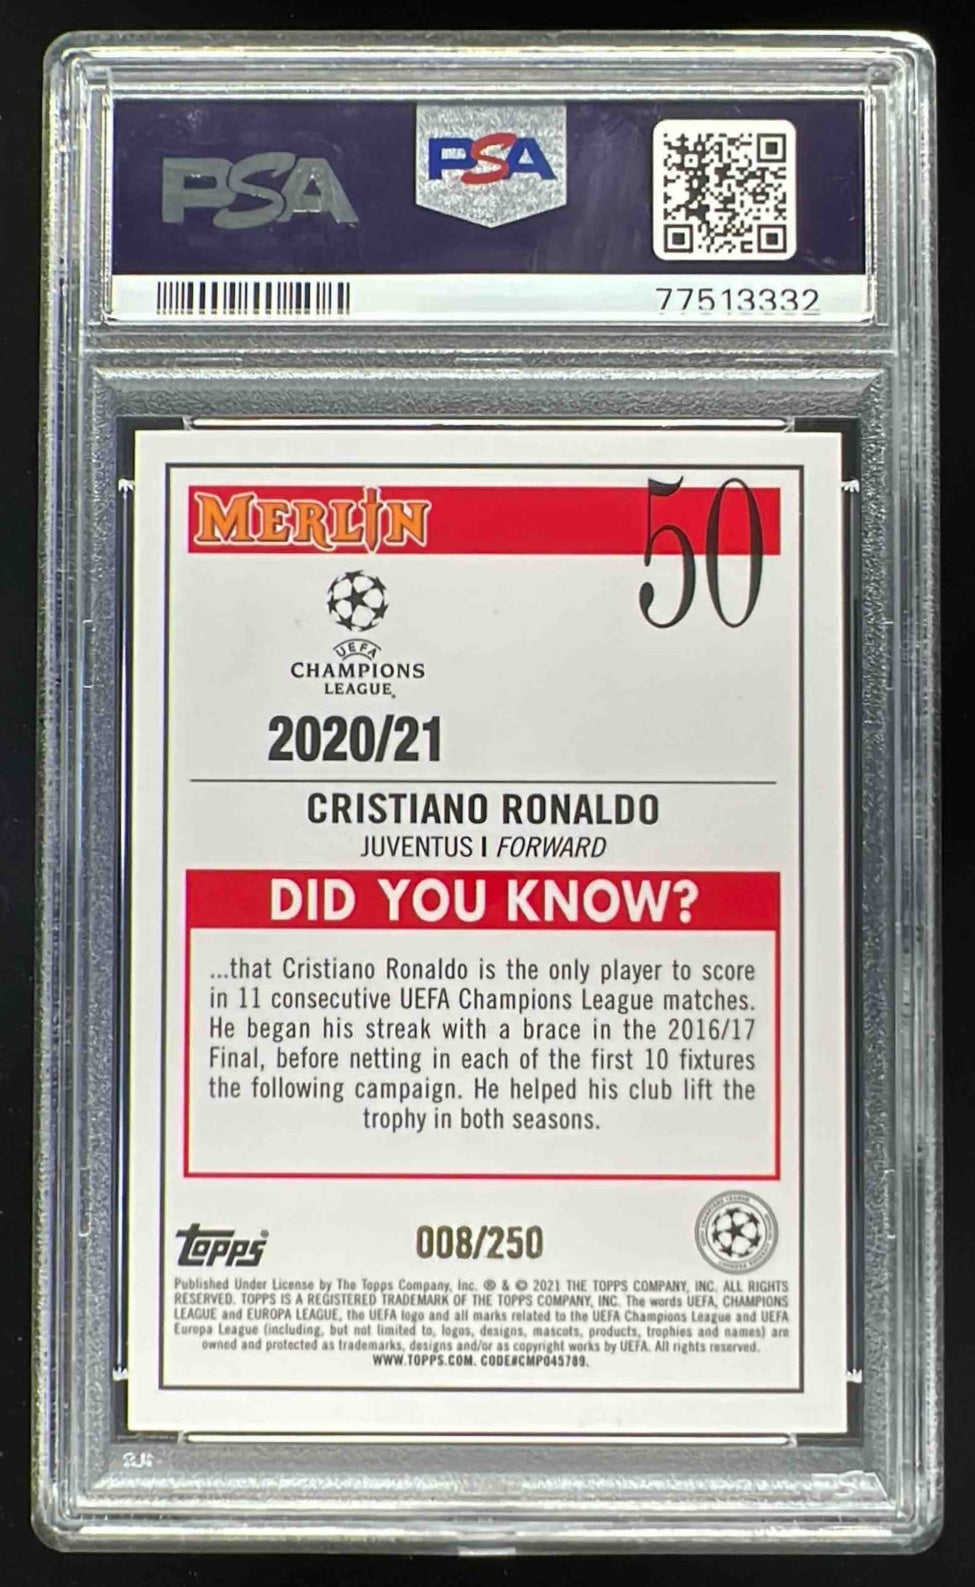 PSA
PSA
77513332
MERLIN
50
UEFA
CHAMPIONS
LEAGUE
2020/21
CRISTIANO RONALDO
JUVENTUS I FORWARD
DID YOU KNOW?
...that Cristiano Ronaldo is the only player to score
in 11 consecutive UEFA Champions League matches.
He began his streak with a brace in the 2016/17
Final, before netting in each of the first 10 fixtures
the following campaign. He helped his club lift the
trophy in both seasons.
Topps
008/250
Published Under License by The Topps Company, Inc. ® & © 2021 THE TOPPS COMPANY, INC. ALL RIGHTS
RESERVED. TOPPS IS A REGISTERED TRADEMARK OF THE TOPPS COMPANY, INC. The words UEFA, CHAMPIONS
LEAGUE and EUROPA LEAGUE, the UEFA logo and all marks related to the UEFA Champions League and UEFA
Europa League (including, but not limited to, logos, designs, mascots, products, trophies and names) are
owned and protected as trademarks, designs and/or as copyright works by UEFA. All rights reserved.
WWW.TOPPS.COM. CODE#CMP045789.